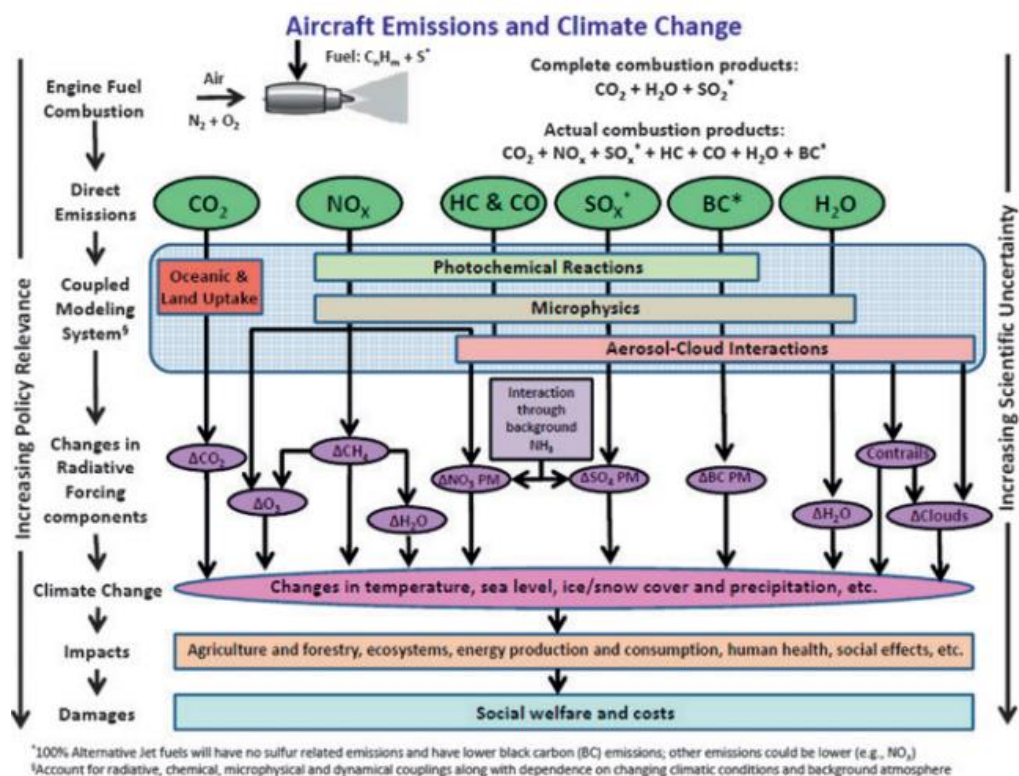 Aircraft Emissions and Climate Change
Engine Fuel
Combustion
Fuel: CₙHₘ + S*
Air
N₂ + O₂
Complete combustion products:
CO₂ + H₂O + SO₂*
Actual combustion products:
CO₂ + NOₓ + SOₓ* + HC + CO + H₂O + BC*
Direct
Emissions
CO₂
NOₓ
HC & CO
SOₓ*
BC*
H₂O
Coupled
Modeling
System§
Oceanic &
Land Uptake
Photochemical Reactions
Microphysics
Aerosol-Cloud Interactions
Interaction
through
background
NH₃
Changes in
Radiative
Forcing
components
ΔCO₂
ΔCH₄
ΔO₃
ΔH₂O
ΔNO₃ PM
ΔSO₄ PM
ΔBC PM
ΔH₂O
Contrails
ΔClouds
Climate Change
Changes in temperature, sea level, ice/snow cover and precipitation, etc.
Impacts
Agriculture and forestry, ecosystems, energy production and consumption, human health, social effects, etc.
Damages
Social welfare and costs
Increasing Policy Relevance
Increasing Scientific Uncertainty
*100% Alternative Jet fuels will have no sulfur related emissions and have lower black carbon (BC) emissions; other emissions could be lower (e.g., NOₓ)
§Account for radiative, chemical, microphysical and dynamical couplings along with dependence on changing climatic conditions and background atmosphere